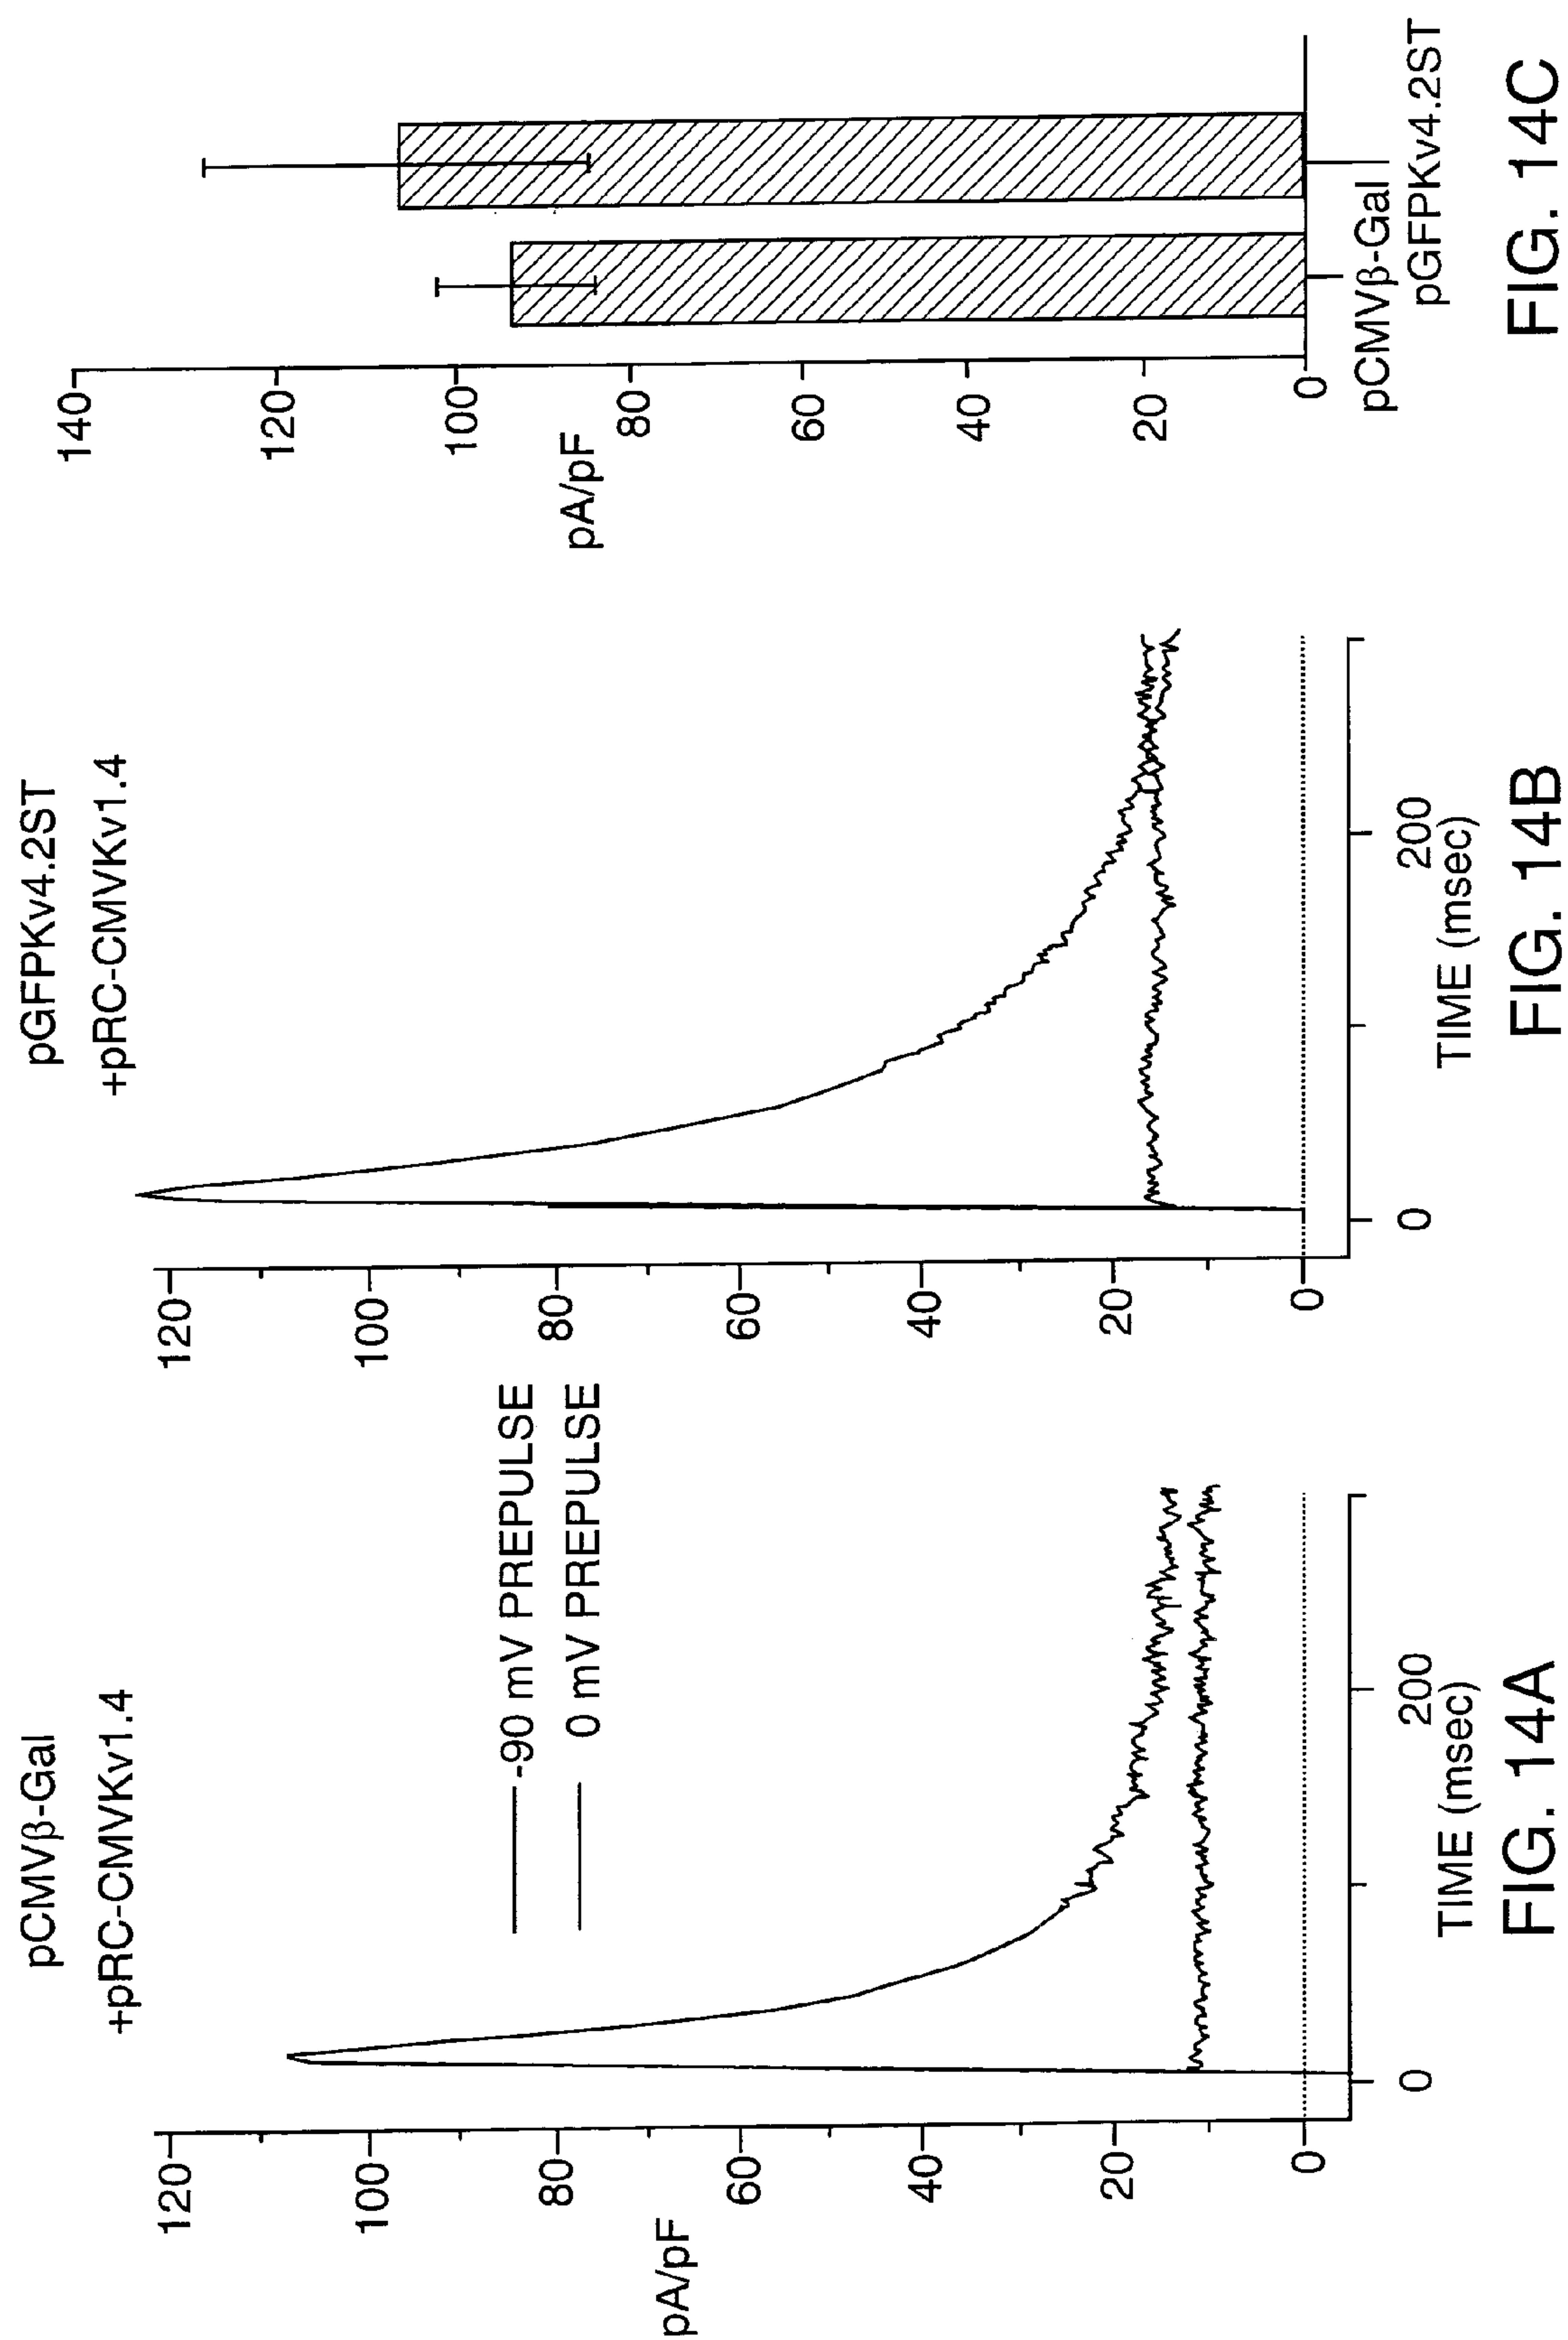 pCMVβ-Gal
+pRC-CMVKv1.4
120
100
80
60
40
20
0
pA/pF
-90 mV PREPULSE
0 mV PREPULSE
0
200
TIME (msec)
FIG. 14A
pGFPKv4.2ST
+pRC-CMVKv1.4
120
100
80
60
40
20
0
0
200
TIME (msec)
FIG. 14B
140
120
100
80
60
40
20
0
pA/pF
pCMVβ-Gal
pGFPKv4.2ST
FIG. 14C